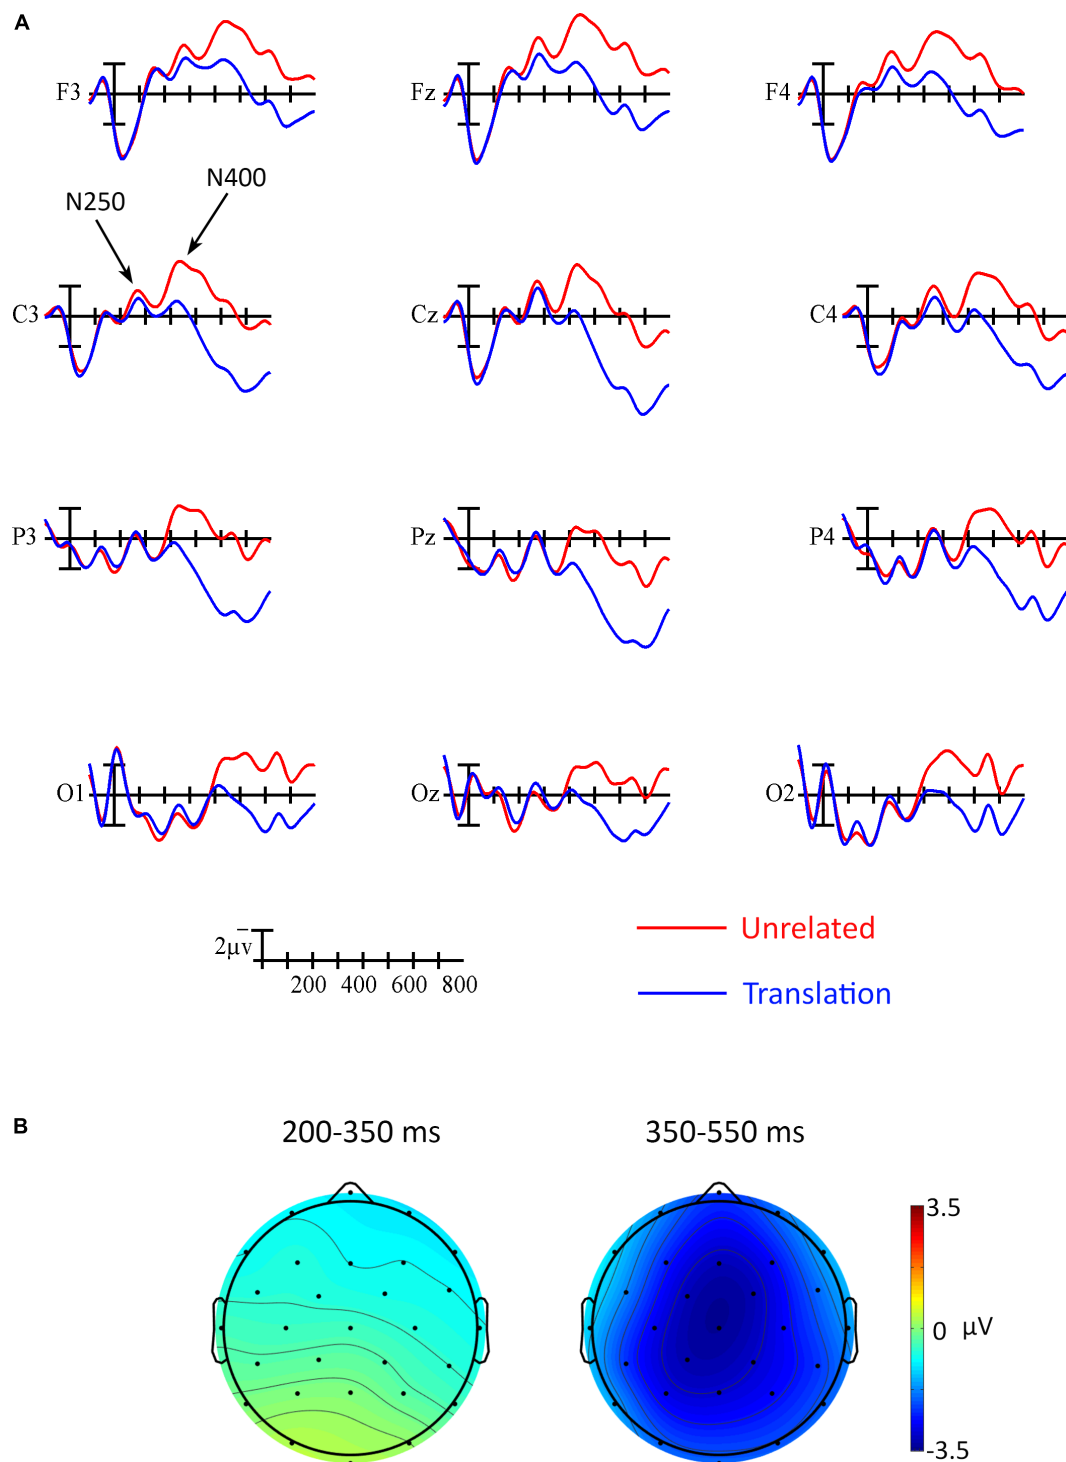 A
F3 Fz F4
N250 N400
C3 Cz C4
P3 Pz P4
O1 Oz O2
2μv
200 400 600 800
Unrelated
Translation
B
200-350 ms 350-550 ms
3.5
0 μV
-3.5